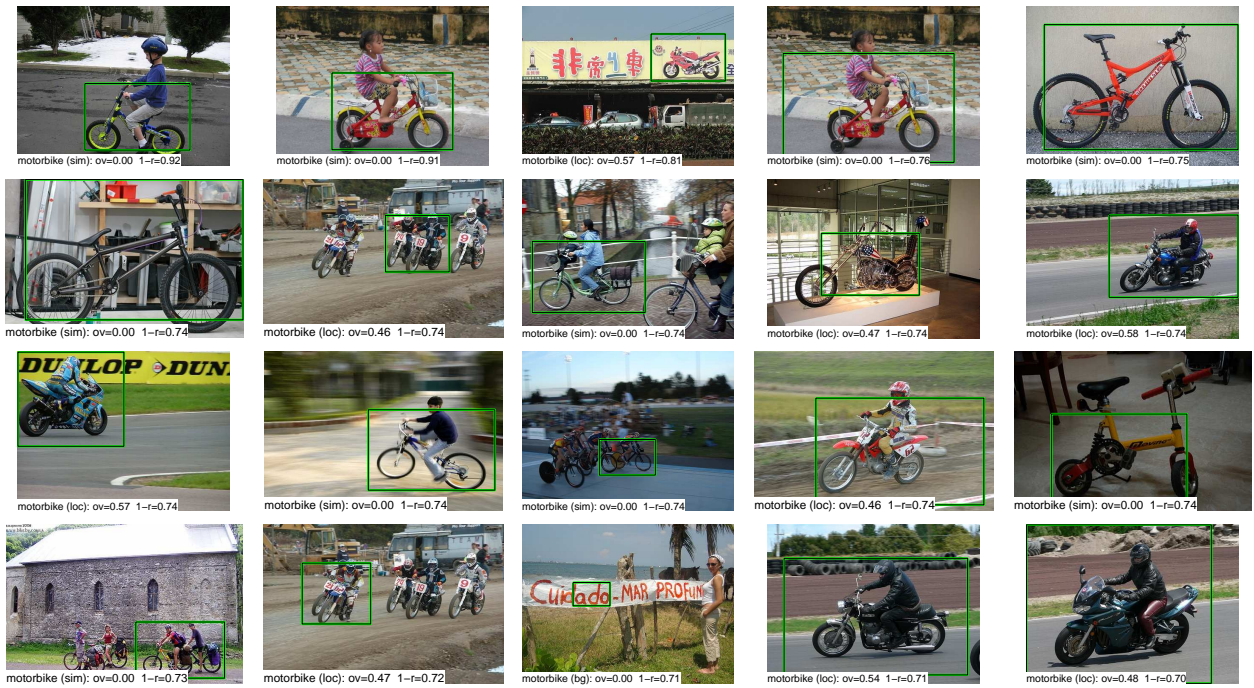 motorbike (sim): ov=0.00 1−r=0.92
motorbike (sim): ov=0.00 1−r=0.91
非常
motorbike (loc): ov=0.57 1−r=0.81
motorbike (sim): ov=0.00 1−r=0.76
motorbike (sim): ov=0.00 1−r=0.75
motorbike (sim): ov=0.00 1−r=0.74
motorbike (loc): ov=0.46 1−r=0.74
motorbike (sim): ov=0.00 1−r=0.74
motorbike (loc): ov=0.47 1−r=0.74
motorbike (loc): ov=0.58 1−r=0.74
DUNLOP DUN
motorbike (loc): ov=0.57 1−r=0.74
motorbike (sim): ov=0.00 1−r=0.74
motorbike (sim): ov=0.00 1−r=0.74
62
motorbike (loc): ov=0.46 1−r=0.74
motorbike (sim): ov=0.00 1−r=0.74
motorbike (sim): ov=0.00 1−r=0.73
motorbike (loc): ov=0.47 1−r=0.72
Cuidado-MAR PROFUN
motorbike (bg): ov=0.00 1−r=0.71
motorbike (loc): ov=0.54 1−r=0.71
motorbike (loc): ov=0.48 1−r=0.70